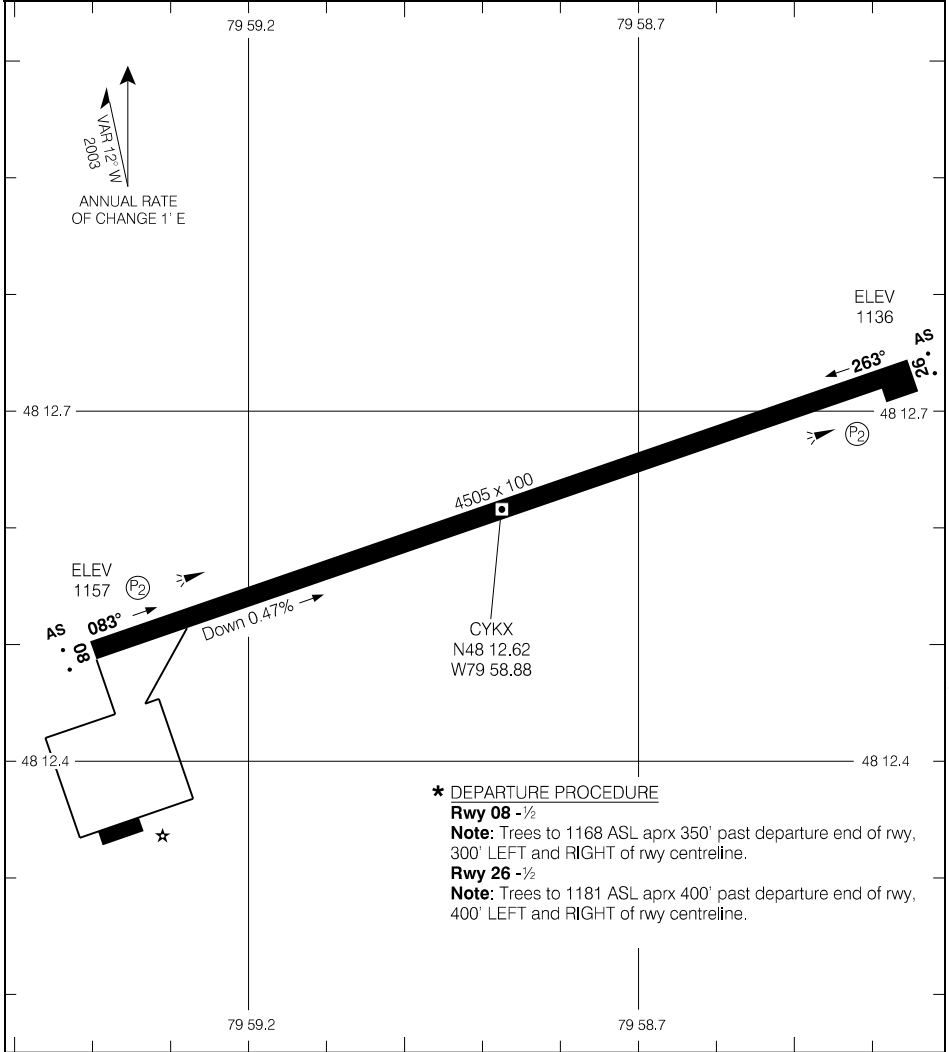 79 59.2
79 58.7
VAR 12° W
2003
ANNUAL RATE
OF CHANGE 1' E
ELEV
1136
AS
263°
26
48 12.7
48 12.7
P2
4505 x 100
ELEV
1157
P2
083°
Down 0.47%
AS
08
CYKX
N48 12.62
W79 58.88
48 12.4
48 12.4
* DEPARTURE PROCEDURE
Rwy 08 -½
Note: Trees to 1168 ASL aprx 350' past departure end of rwy,
300' LEFT and RIGHT of rwy centreline.
Rwy 26 -½
Note: Trees to 1181 ASL aprx 400' past departure end of rwy,
400' LEFT and RIGHT of rwy centreline.
79 59.2
79 58.7